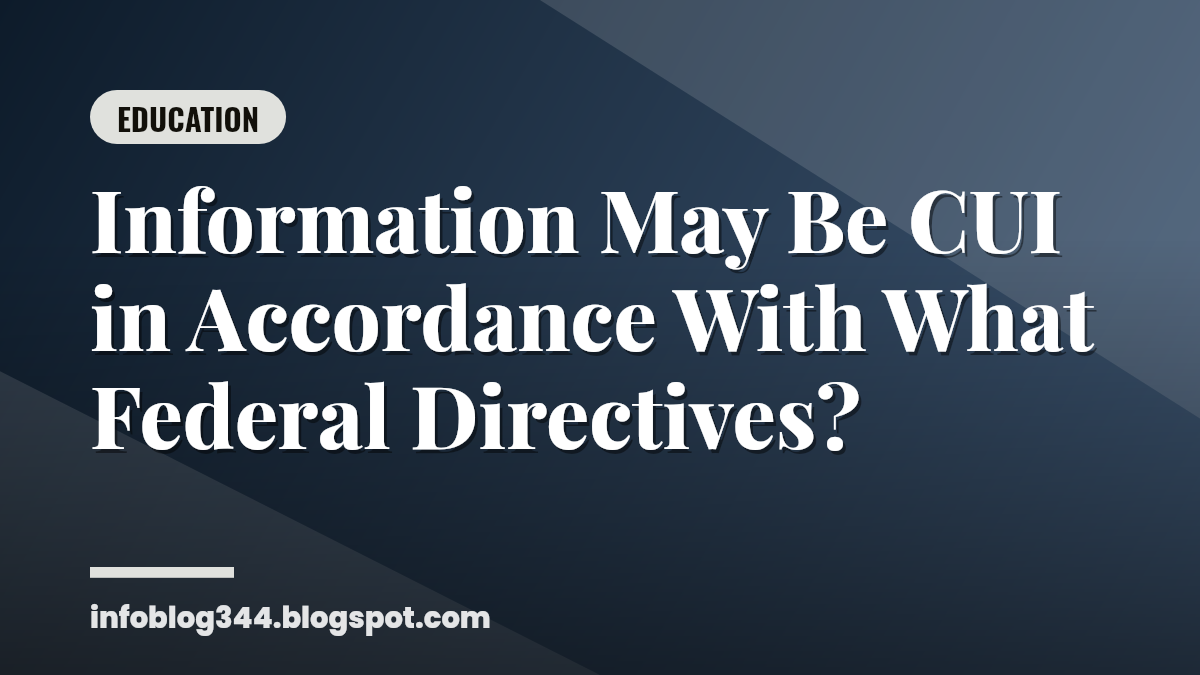 EDUCATION
Information May Be CUI
in Accordance With What
Federal Directives?
infoblog344.blogspot.com